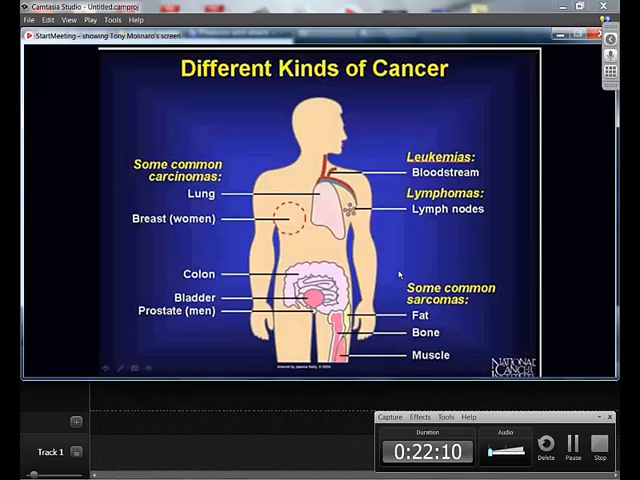 Camtasia Studio - Untitled.camproj
File Edit View Play Tools Help
StartMeeting - showing Tony Molinaro's screen
Different Kinds of Cancer
Some common
carcinomas:
Lung
Breast (women)
Colon
Bladder
Prostate (men)
Leukemias:
Bloodstream
Lymphomas:
Lymph nodes
Some common
sarcomas:
Fat
Bone
Muscle
NATIONAL
CANCER
Capture Effects Tools Help
Duration
0:22:10
Audio
Delete
Pause
Stop
Track 1